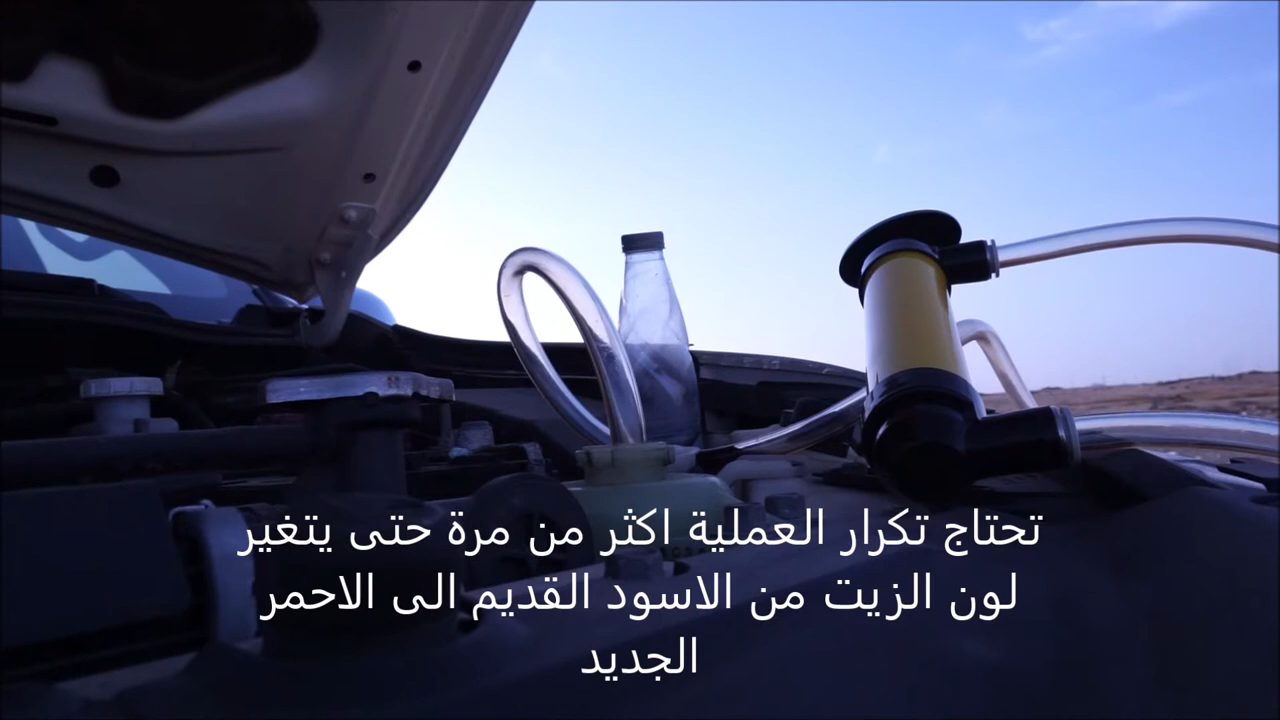 تحتاج تكرار العملية اكثر من مرة حتى يتغير
لون الزيت من الاسود القديم الى الاحمر
الجديد